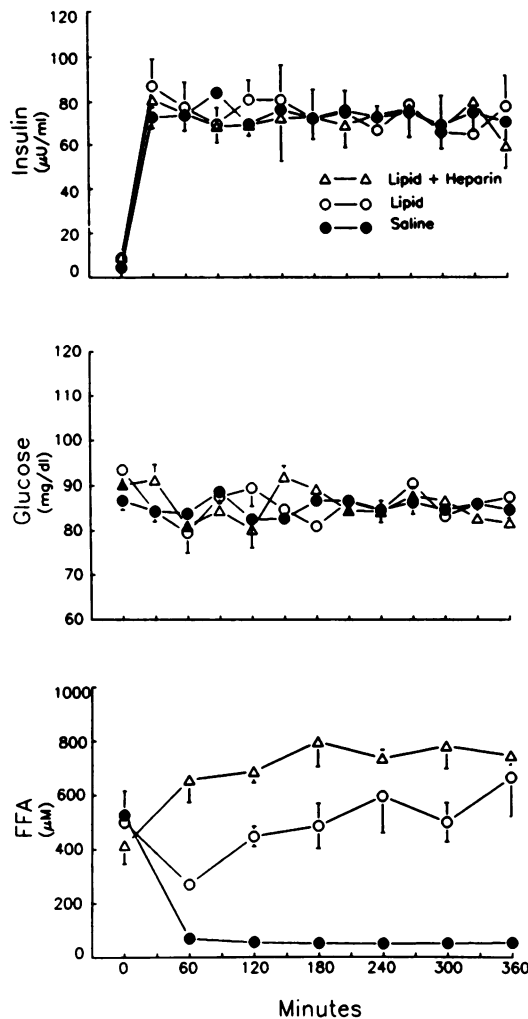 120
100
80
60
40
20
0
Insulin
(μU/ml)
Lipid + Heparin
Lipid
Saline
120
110
100
90
80
70
60
Glucose
(mg/dl)
1000
800
600
400
200
0
FFA
(μM)
0 60 120 180 240 300 360
Minutes